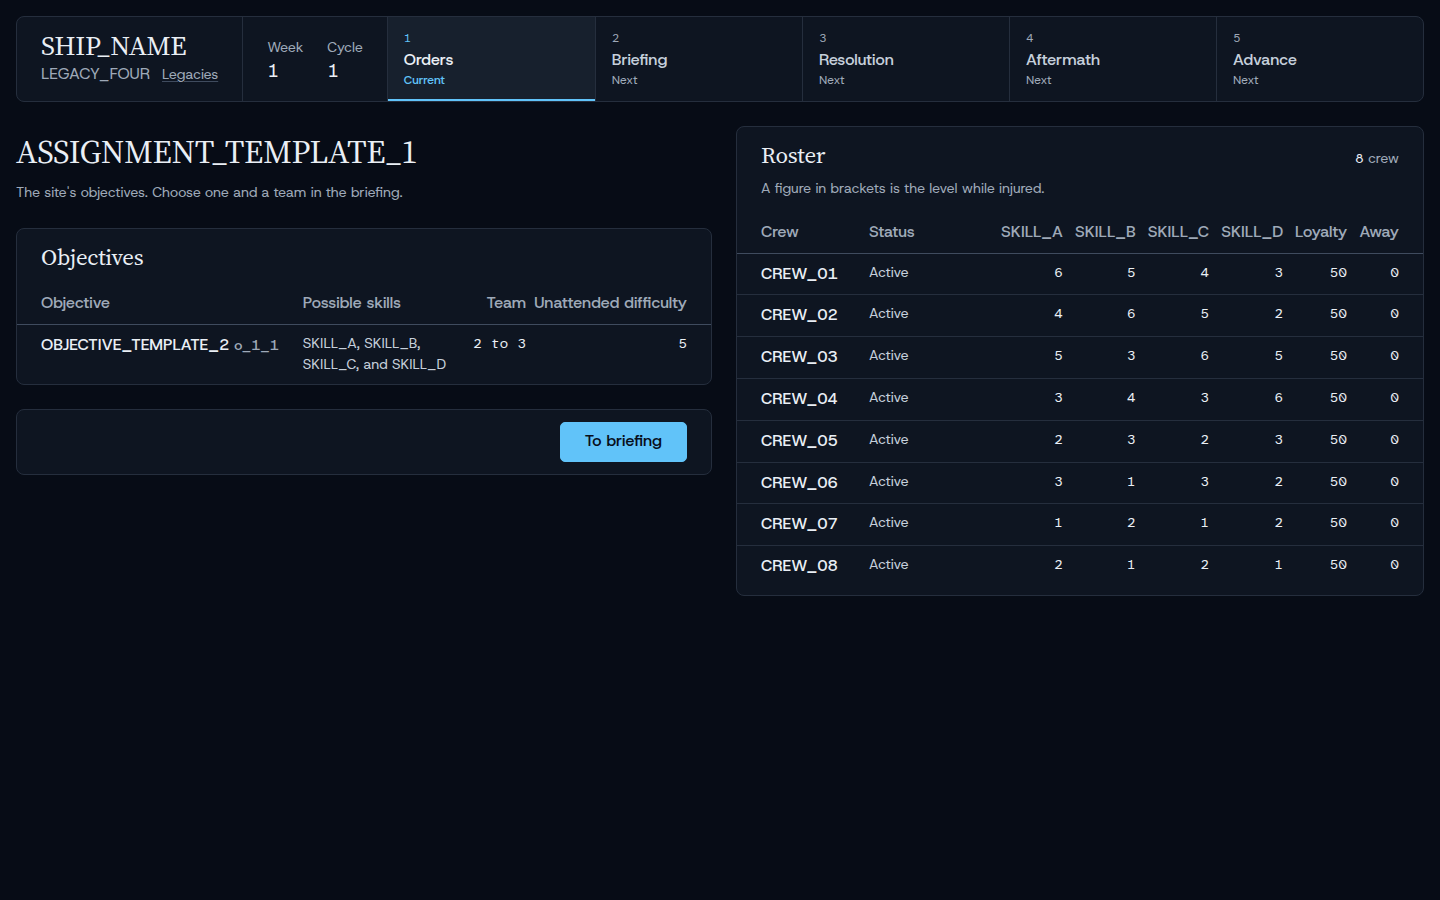 SHIP_NAME
LEGACY_FOUR Legacies
Week Cycle
1 1
1
Orders
Current
2
Briefing
Next
3
Resolution
Next
4
Aftermath
Next
5
Advance
Next
ASSIGNMENT_TEMPLATE_1
The site's objectives. Choose one and a team in the briefing.
Objectives
Objective Possible skills Team Unattended difficulty
OBJECTIVE_TEMPLATE_2 o_1_1 SKILL_A, SKILL_B, 2 to 3 5
SKILL_C, and SKILL_D
To briefing
Roster 8 crew
A figure in brackets is the level while injured.
Crew Status SKILL_A SKILL_B SKILL_C SKILL_D Loyalty Away
CREW_01 Active 6 5 4 3 50 0
CREW_02 Active 4 6 5 2 50 0
CREW_03 Active 5 3 6 5 50 0
CREW_04 Active 3 4 3 6 50 0
CREW_05 Active 2 3 2 3 50 0
CREW_06 Active 3 1 3 2 50 0
CREW_07 Active 1 2 1 2 50 0
CREW_08 Active 2 1 2 1 50 0